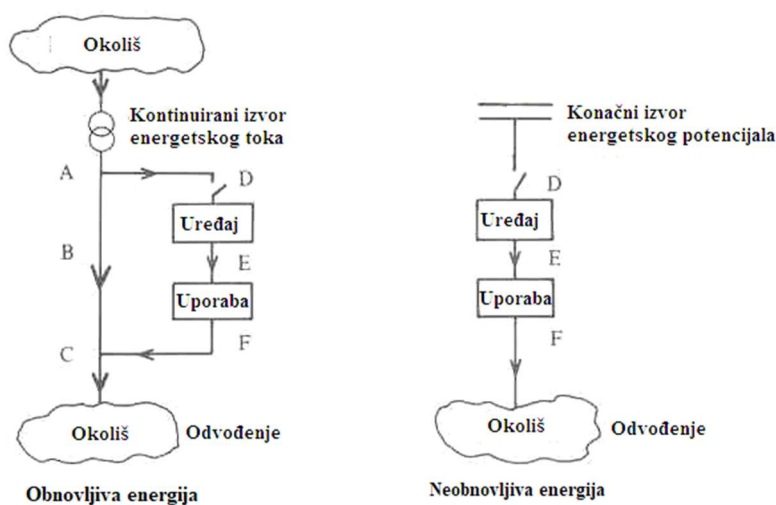 Okoliš
Kontinuirani izvor
energetskog toka
A
D
Uređaj
B
E
Uporaba
C
F
Okoliš
Odvođenje
Obnovljiva energija
Konačni izvor
energetskog potencijala
D
Uređaj
E
Uporaba
F
Okoliš
Odvođenje
Neobnovljiva energija